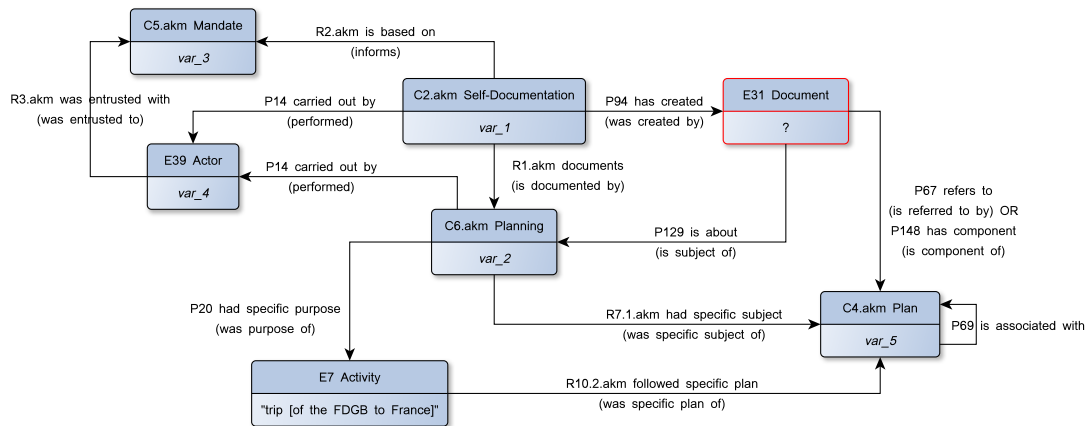 C5.akm Mandate
var_3
R2.akm is based on
(informs)
R3.akm was entrusted with
(was entrusted to)
P14 carried out by
(performed)
C2.akm Self-Documentation
var_1
P94 has created
(was created by)
E31 Document
?
E39 Actor
var_4
P14 carried out by
(performed)
R1.akm documents
(is documented by)
P67 refers to
(is referred to by) OR
P148 has component
(is component of)
C6.akm Planning
var_2
P129 is about
(is subject of)
P20 had specific purpose
(was purpose of)
R7.1.akm had specific subject
(was specific subject of)
C4.akm Plan
var_5
P69 is associated with
E7 Activity
"trip [of the FDGB to France]"
R10.2.akm followed specific plan
(was specific plan of)